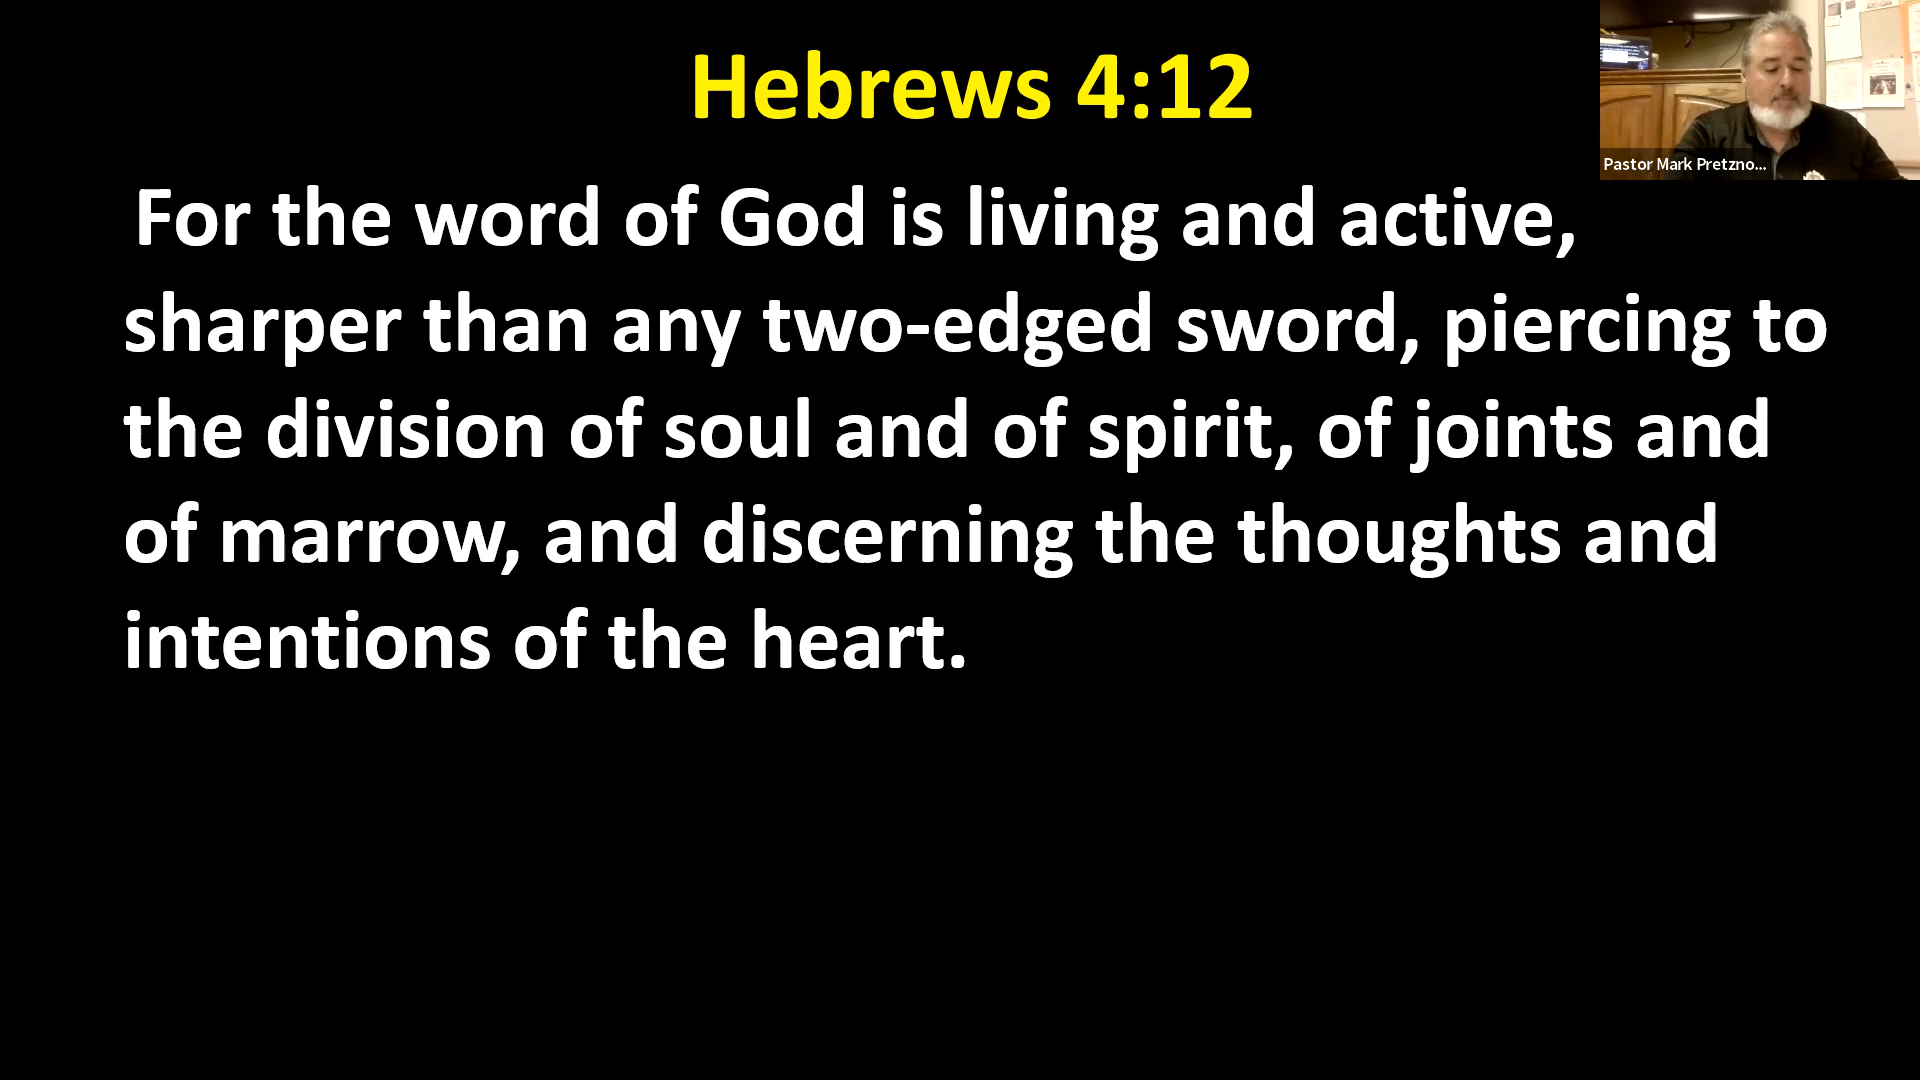 Hebrews 4:12
Pastor Mark Pretzno...
For the word of God is living and active,
sharper than any two-edged sword, piercing to
the division of soul and of spirit, of joints and
of marrow, and discerning the thoughts and
intentions of the heart.